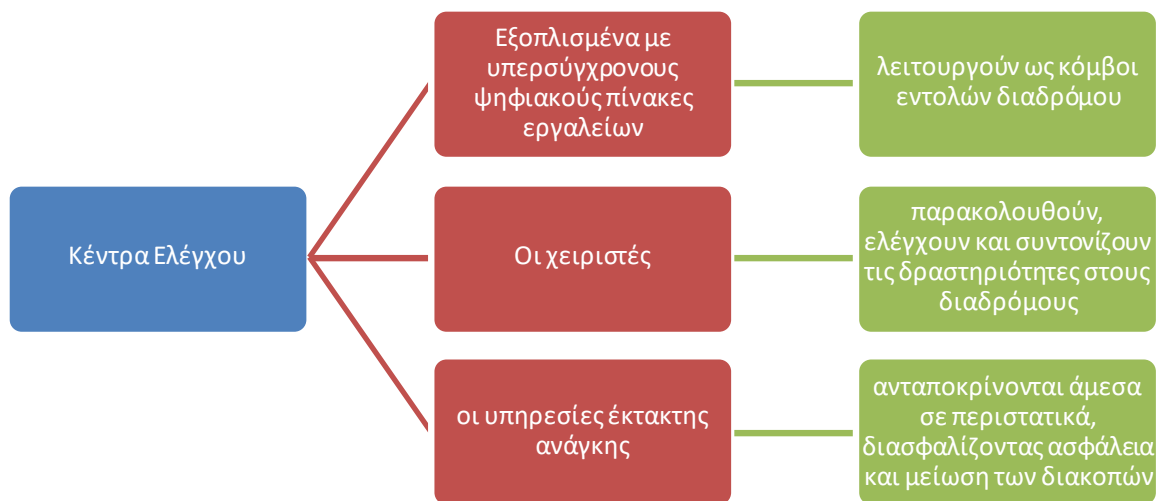 Κέντρα Ελέγχου
Εξοπλισμένα με
υπερσύγχρονους
ψηφιακούς πίνακες
εργαλείων
λειτουργούν ως κόμβοι
εντολών διαδρόμου
Οι χειριστές
παρακολουθούν,
ελέγχουν και συντονίζουν
τις δραστηριότητες στους
διαδρόμους
οι υπηρεσίες έκτακτης
ανάγκης
ανταποκρίνονται άμεσα
σε περιστατικά,
διασφαλίζοντας ασφάλεια
και μείωση των διακοπών